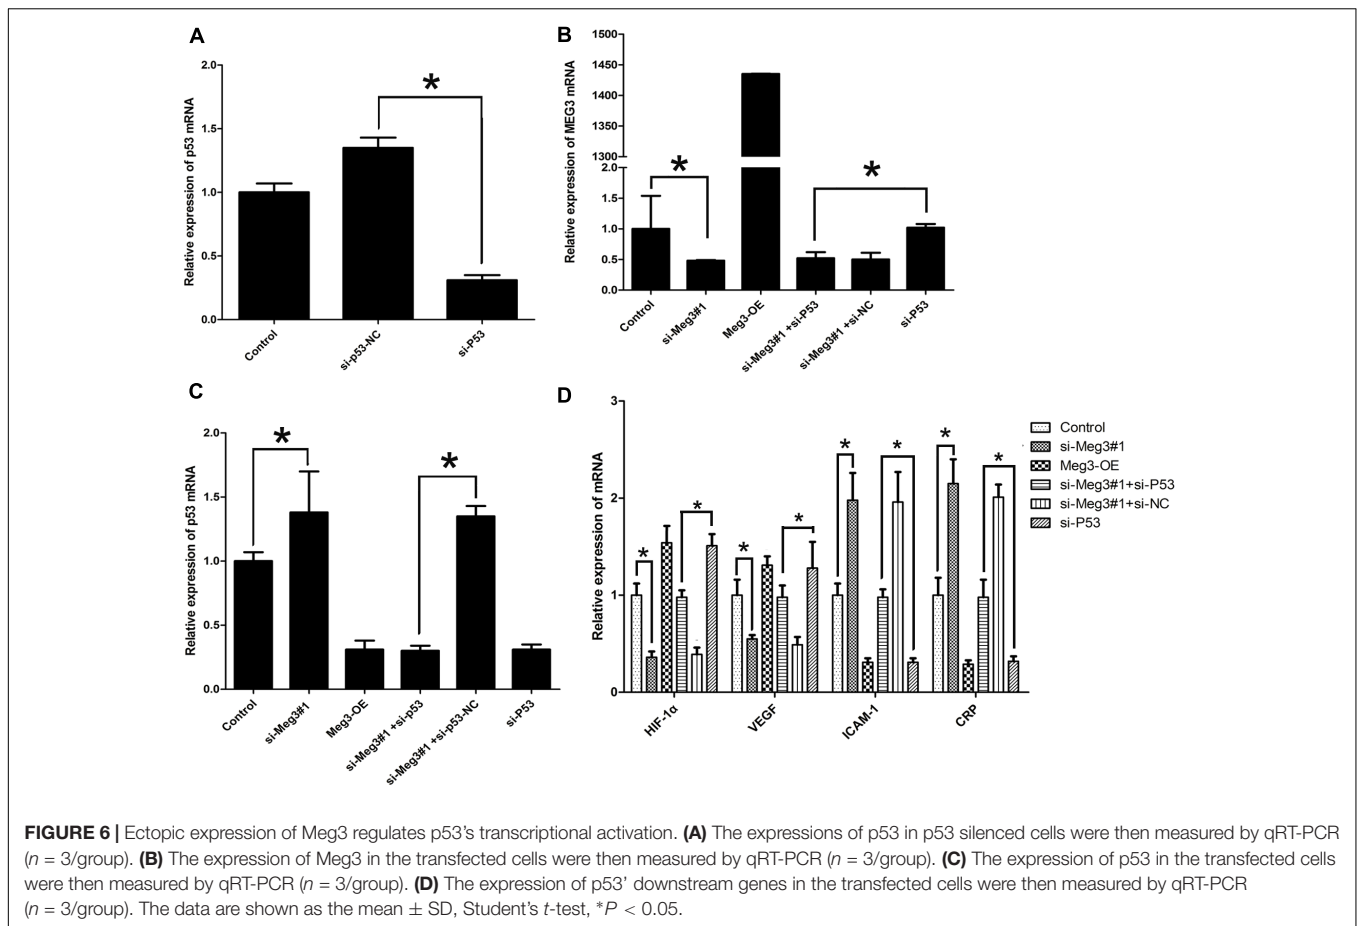 A
Relative expression of p53 mRNA
2.0
1.5
1.0
0.5
0.0
*
Control
si-p53-NC
si-P53
B
Relative expression of MEG3 mRNA
1500
1450
1400
1350
1300
2.0
1.5
1.0
0.5
0.0
*
*
Control
si-Meg3#1
Meg3-OE
si-Meg3#1 +si-P53
si-Meg3#1 +si-NC
si-P53
C
Relative expression of p53 mRNA
2.0
1.5
1.0
0.5
0.0
*
*
Control
si-Meg3#1
Meg3-OE
si-Meg3#1 +si-p53
si-Meg3#1 +si-p53-NC
si-P53
D
Relative expression of mRNA
3
2
1
0
*
*
*
*
*
*
*
*
HIF-1α
VEGF
ICAM-1
CRP
Control
si-Meg3#1
Meg3-OE
si-Meg3#1+si-P53
si-Meg3#1+si-NC
si-P53
FIGURE 6 | Ectopic expression of Meg3 regulates p53's transcriptional activation. (A) The expressions of p53 in p53 silenced cells were then measured by qRT-PCR
(n = 3/group). (B) The expression of Meg3 in the transfected cells were then measured by qRT-PCR (n = 3/group). (C) The expression of p53 in the transfected cells
were then measured by qRT-PCR (n = 3/group). (D) The expression of p53' downstream genes in the transfected cells were then measured by qRT-PCR
(n = 3/group). The data are shown as the mean ± SD, Student's t-test, *P < 0.05.